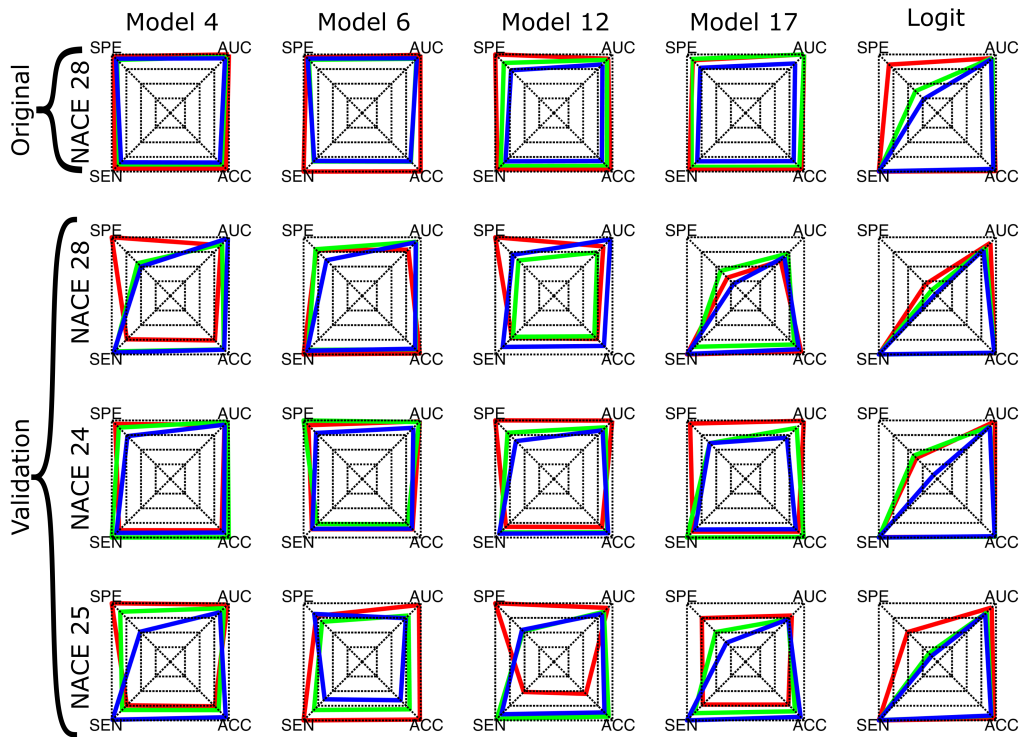 Model 4 Model 6 Model 12 Model 17 Logit
Original
NACE 28
SPE AUC SPE AUC SPE AUC SPE AUC SPE AUC
SEN ACC SEN ACC SEN ACC SEN ACC SEN ACC
Validation
NACE 28
SPE AUC SPE AUC SPE AUC SPE AUC SPE AUC
SEN ACC SEN ACC SEN ACC SEN ACC SEN ACC
NACE 24
SPE AUC SPE AUC SPE AUC SPE AUC SPE AUC
SEN ACC SEN ACC SEN ACC SEN ACC SEN ACC
NACE 25
SPE AUC SPE AUC SPE AUC SPE AUC SPE AUC
SEN ACC SEN ACC SEN ACC SEN ACC SEN ACC